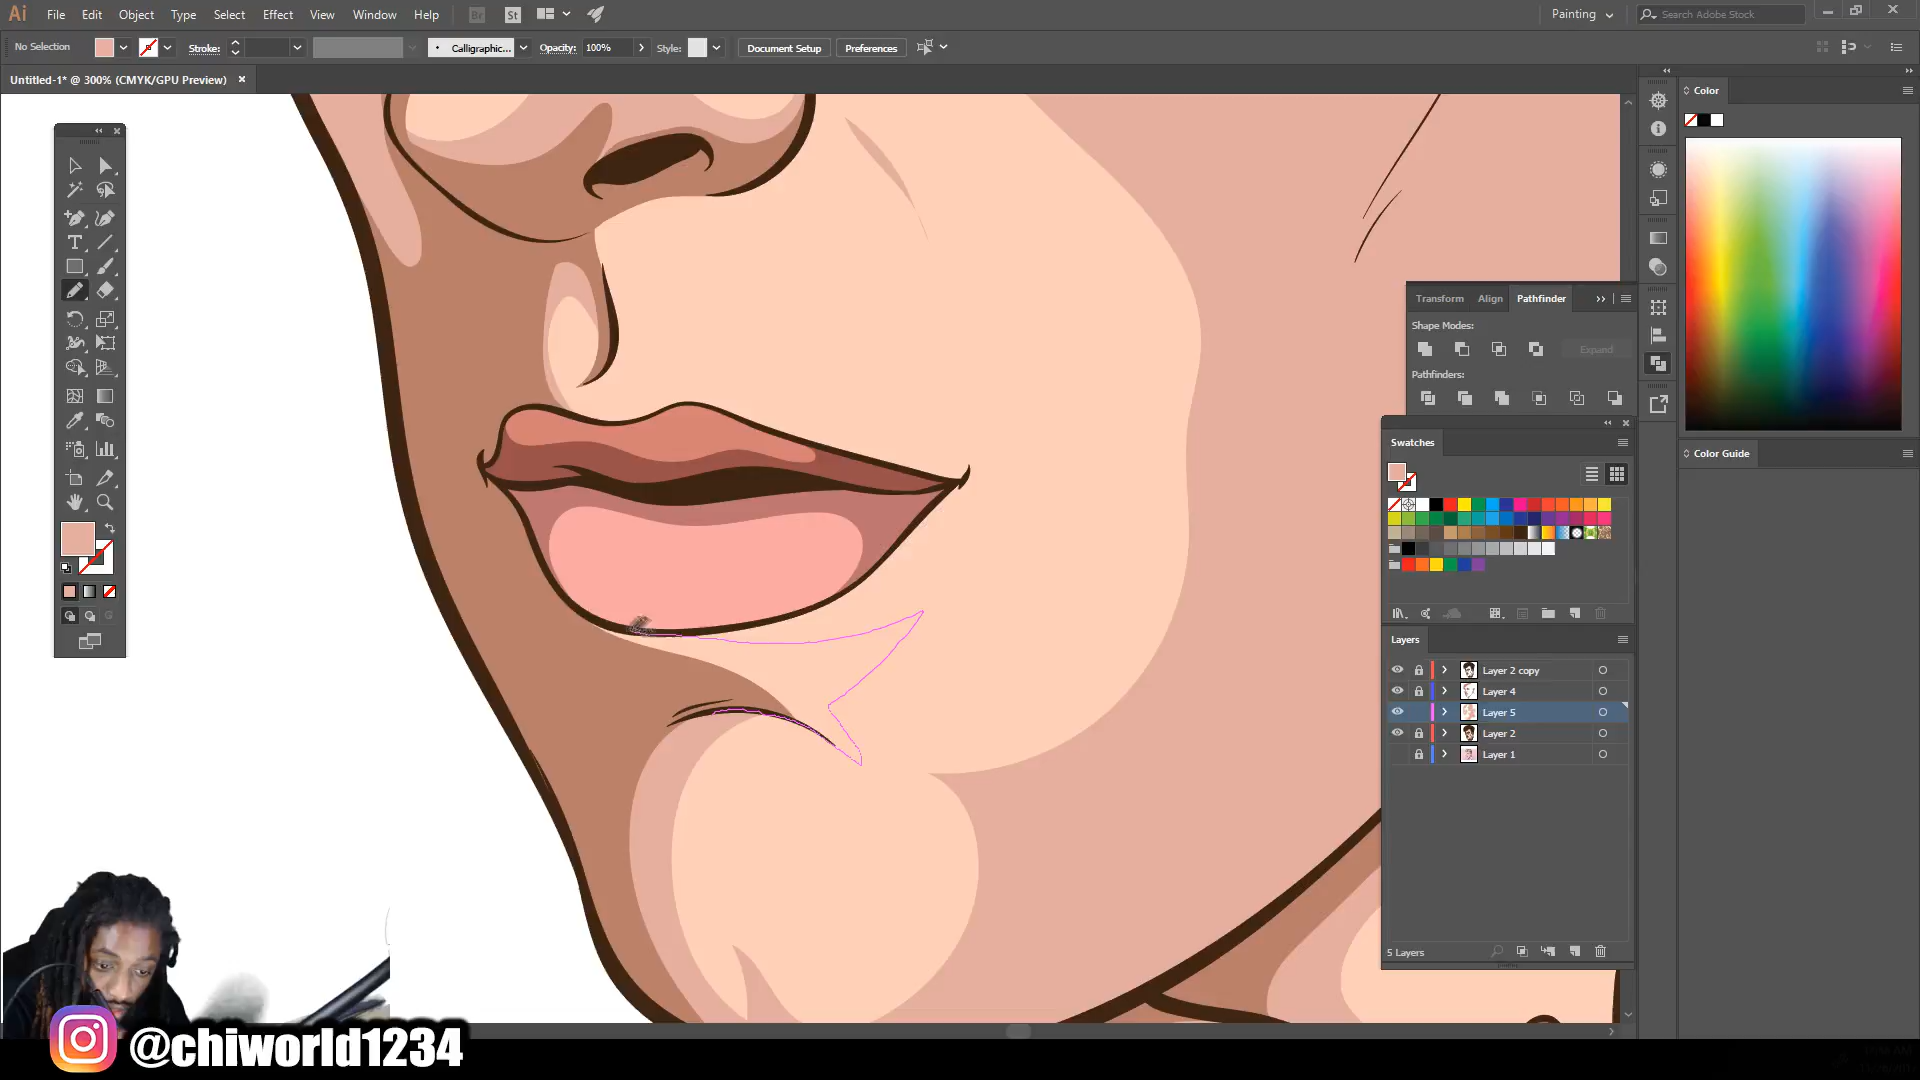 Ai File Edit Object Type Select Effect View Window Help Br St Painting Search Adobe Stock
No Selection Stroke: Calligraphic... Opacity: 100% Style: Document Setup Preferences
Untitled-1* @ 300% (CMYK/GPU Preview)
Color
Transform Align Pathfinder
Shape Modes:
Expand
Pathfinders:
Swatches
Color Guide
Layers
Layer 2 copy
Layer 4
Layer 5
Layer 2
Layer 1
5 Layers
@chiworld1234